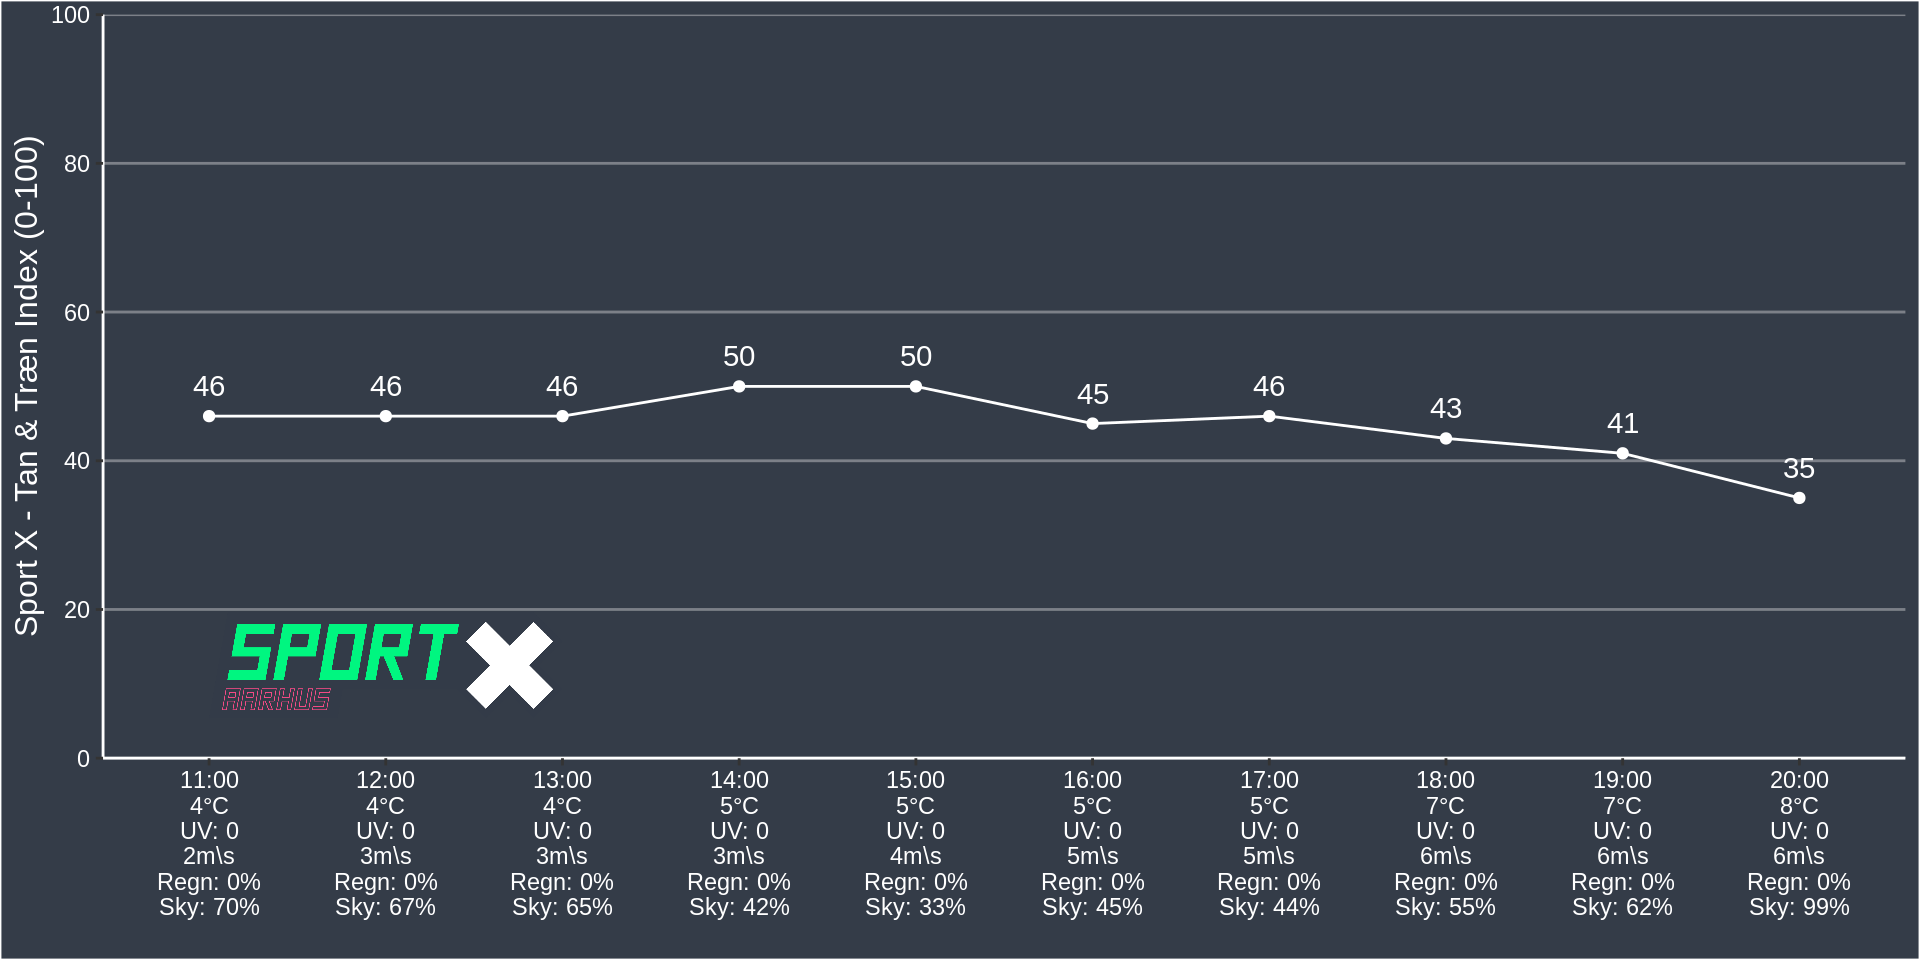 Sport X - Tan & Træn Index (0-100)
100
80
60
40
20
0
46
46
46
50
50
45
46
43
41
35
SPORT X
AARHUS
11:00 12:00 13:00 14:00 15:00 16:00 17:00 18:00 19:00 20:00
4°C 4°C 4°C 5°C 5°C 5°C 5°C 7°C 7°C 8°C
UV: 0 UV: 0 UV: 0 UV: 0 UV: 0 UV: 0 UV: 0 UV: 0 UV: 0 UV: 0
2m\s 3m\s 3m\s 3m\s 4m\s 5m\s 5m\s 6m\s 6m\s 6m\s
Regn: 0% Regn: 0% Regn: 0% Regn: 0% Regn: 0% Regn: 0% Regn: 0% Regn: 0% Regn: 0% Regn: 0%
Sky: 70% Sky: 67% Sky: 65% Sky: 42% Sky: 33% Sky: 45% Sky: 44% Sky: 55% Sky: 62% Sky: 99%